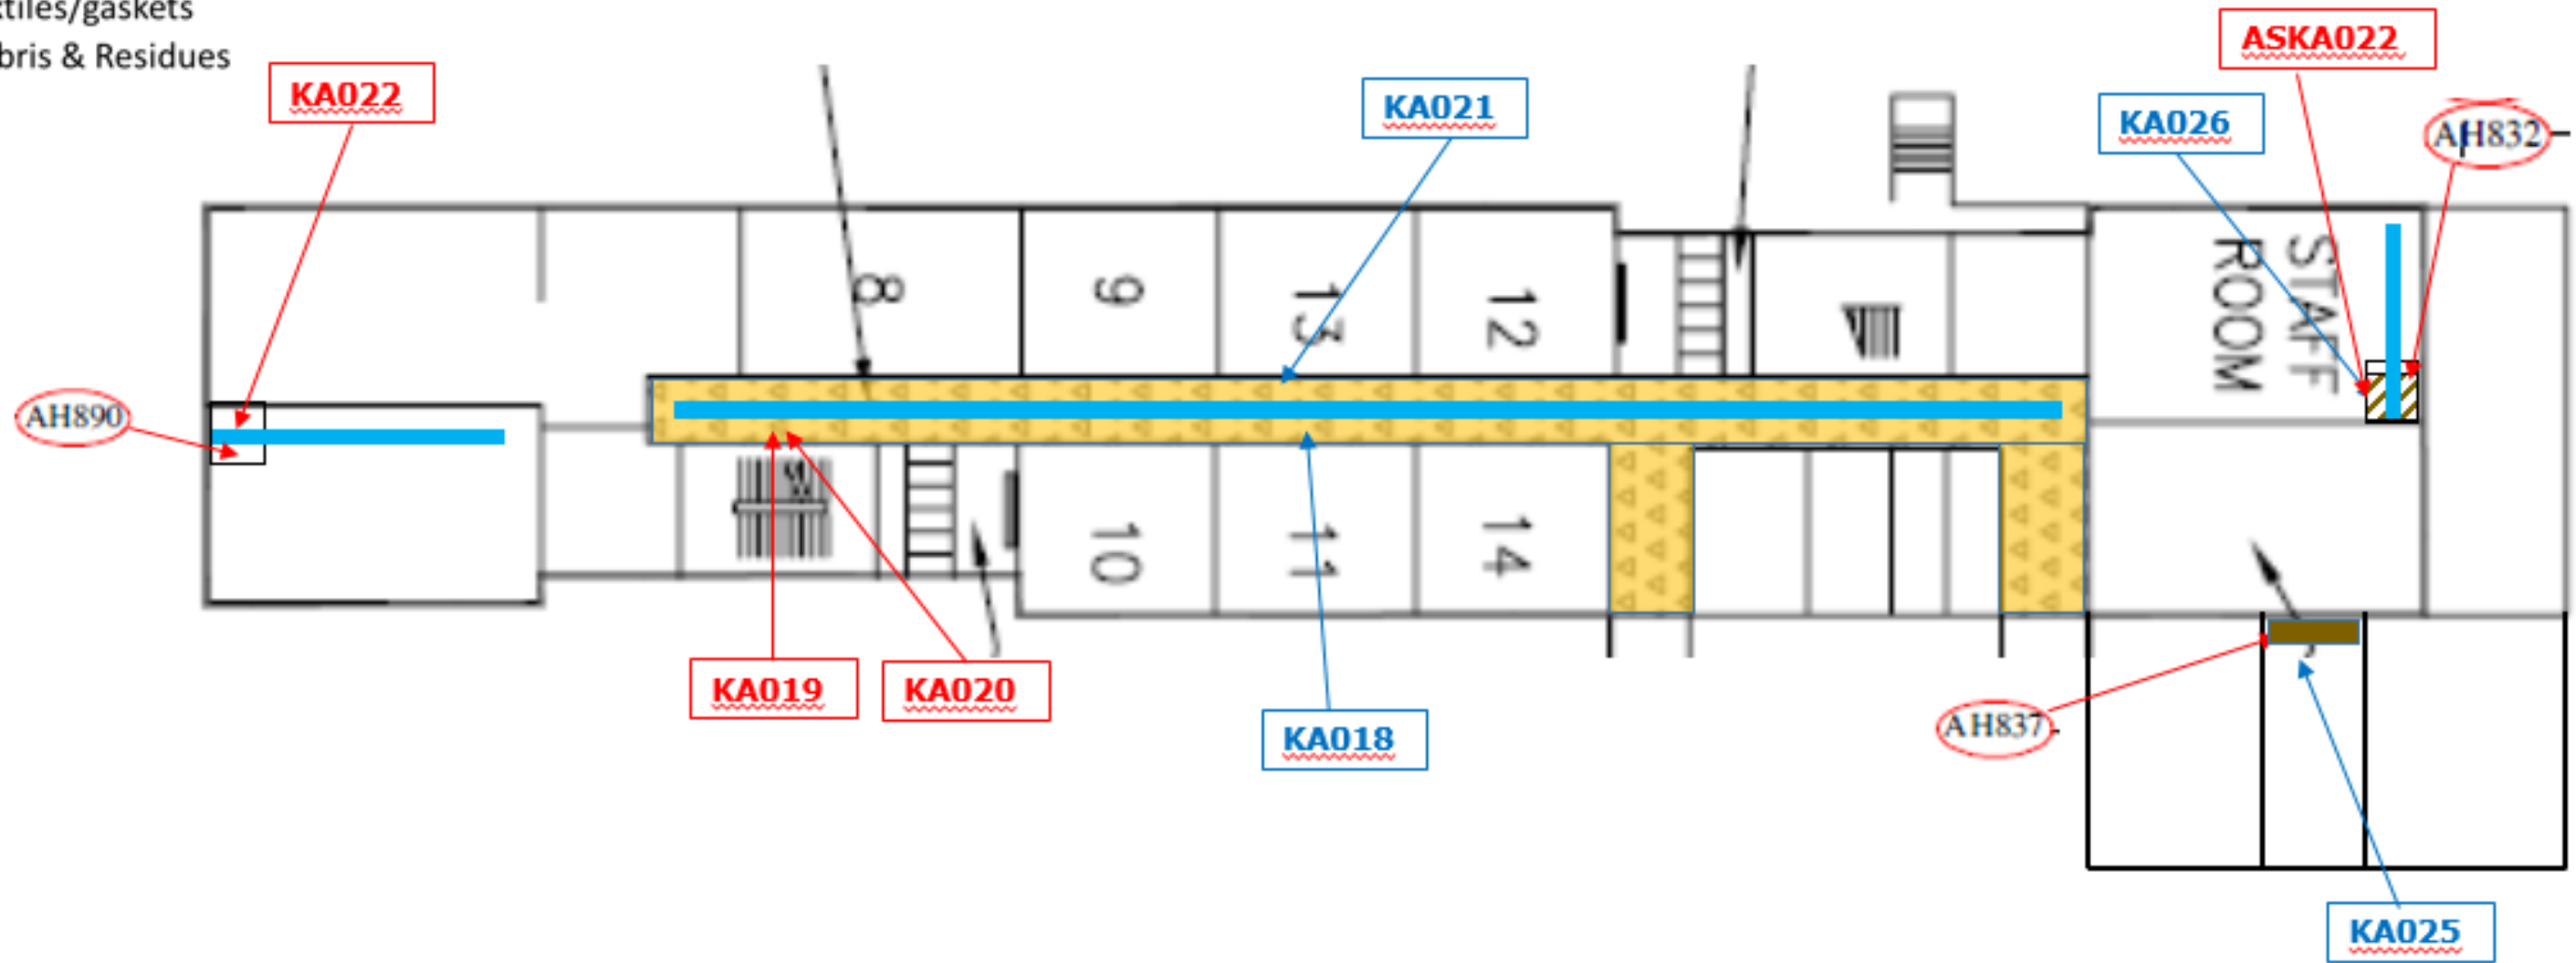 xtiles/gaskets
bris & Residues
KA022
KA021
ASKA022
KA026
AH832
8
9
13
12
STAFF
ROOM
AH890
10
11
14
KA019
KA020
KA018
AH837
KA025